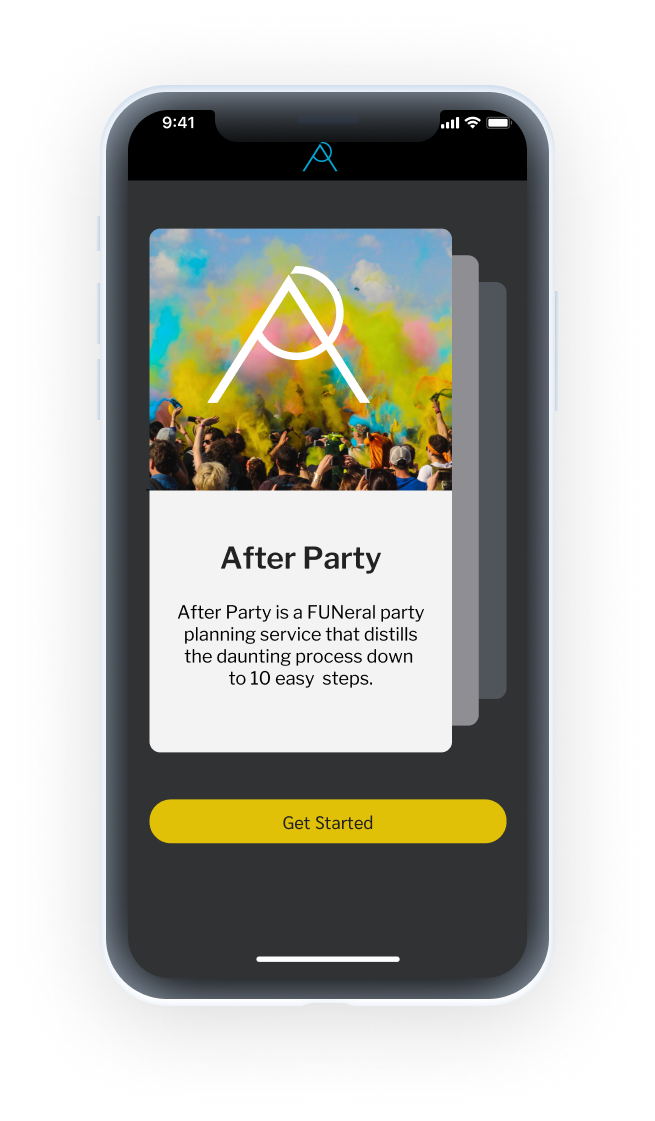 9:41
After Party
After Party is a FUNeral party
planning service that distills
the daunting process down
to 10 easy  steps.
Get Started